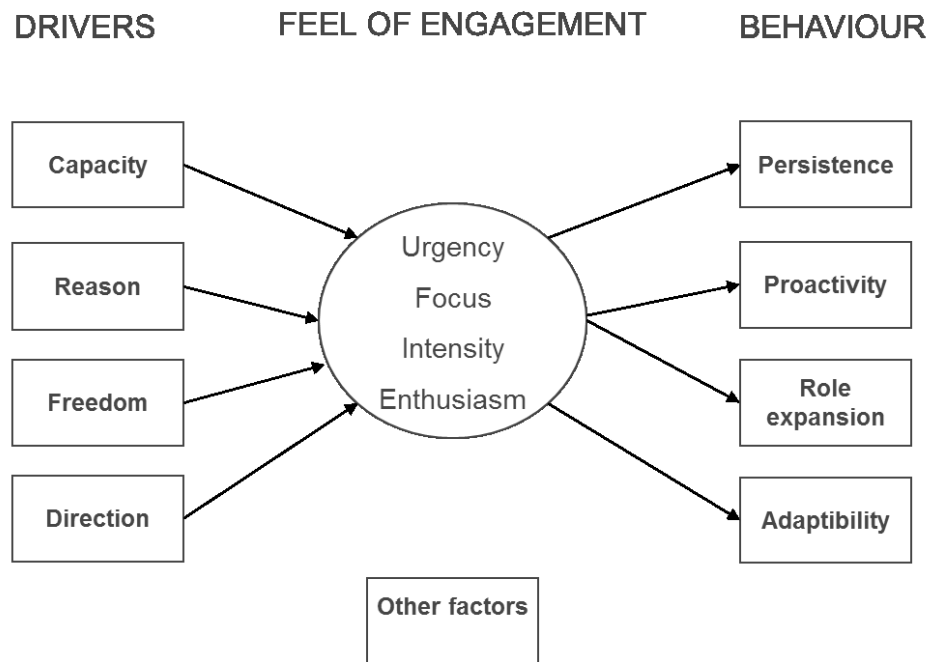 DRIVERS
FEEL OF ENGAGEMENT
BEHAVIOUR
Capacity
Reason
Freedom
Direction
Urgency
Focus
Intensity
Enthusiasm
Persistence
Proactivity
Role
expansion
Adaptibility
Other factors